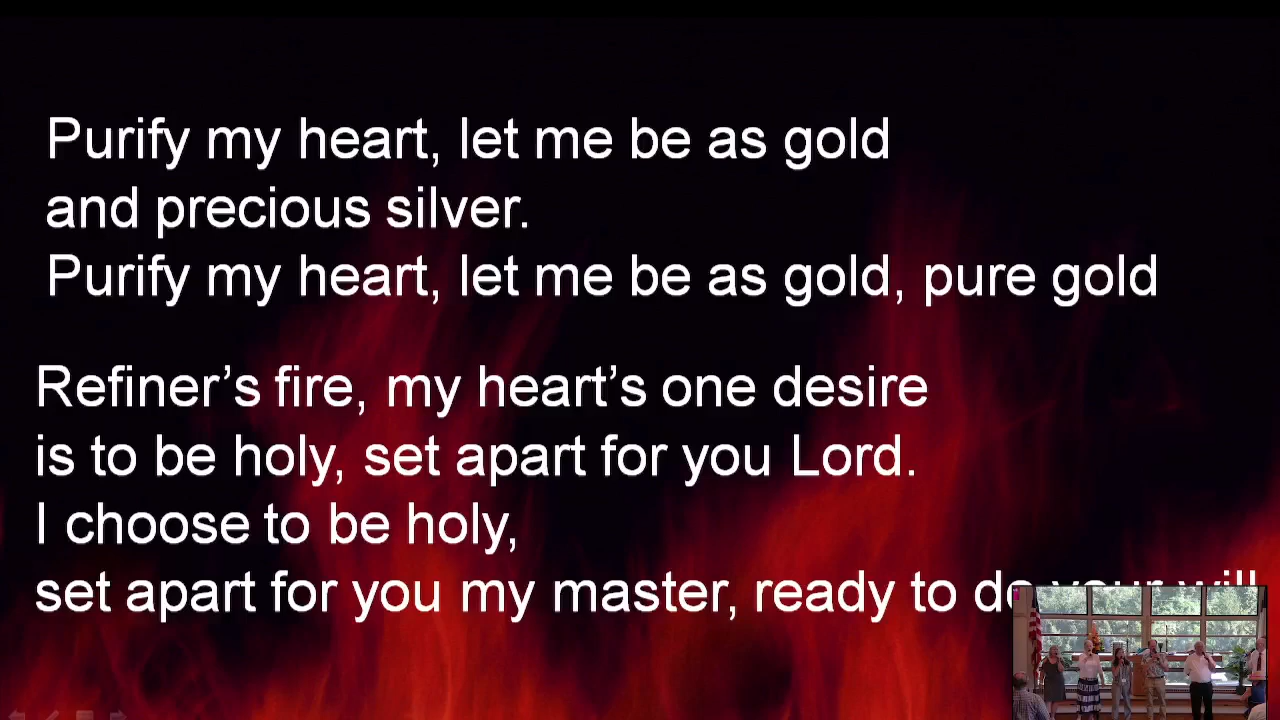 Purify my heart, let me be as gold
and precious silver.
Purify my heart, let me be as gold, pure gold
Refiner’s fire, my heart’s one desire
is to be holy, set apart for you Lord.
I choose to be holy,
set apart for you my master, ready to do your will